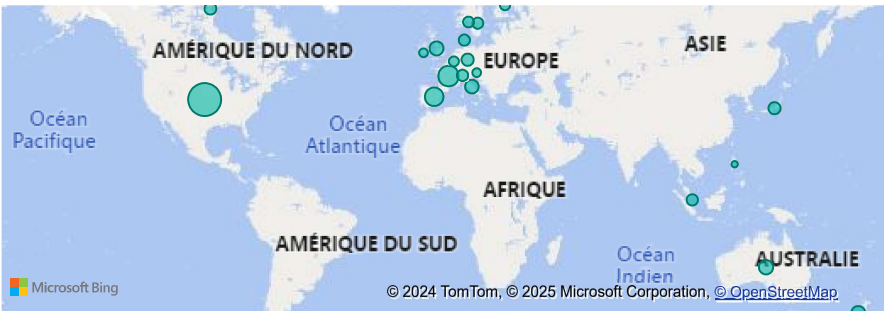 AMÉRIQUE DU NORD
EUROPE
ASIE
Océan
Pacifique
Océan
Atlantique
AFRIQUE
AMÉRIQUE DU SUD
Océan
Indien
AUSTRALIE
Microsoft Bing
© 2024 TomTom, © 2025 Microsoft Corporation, © OpenStreetMap